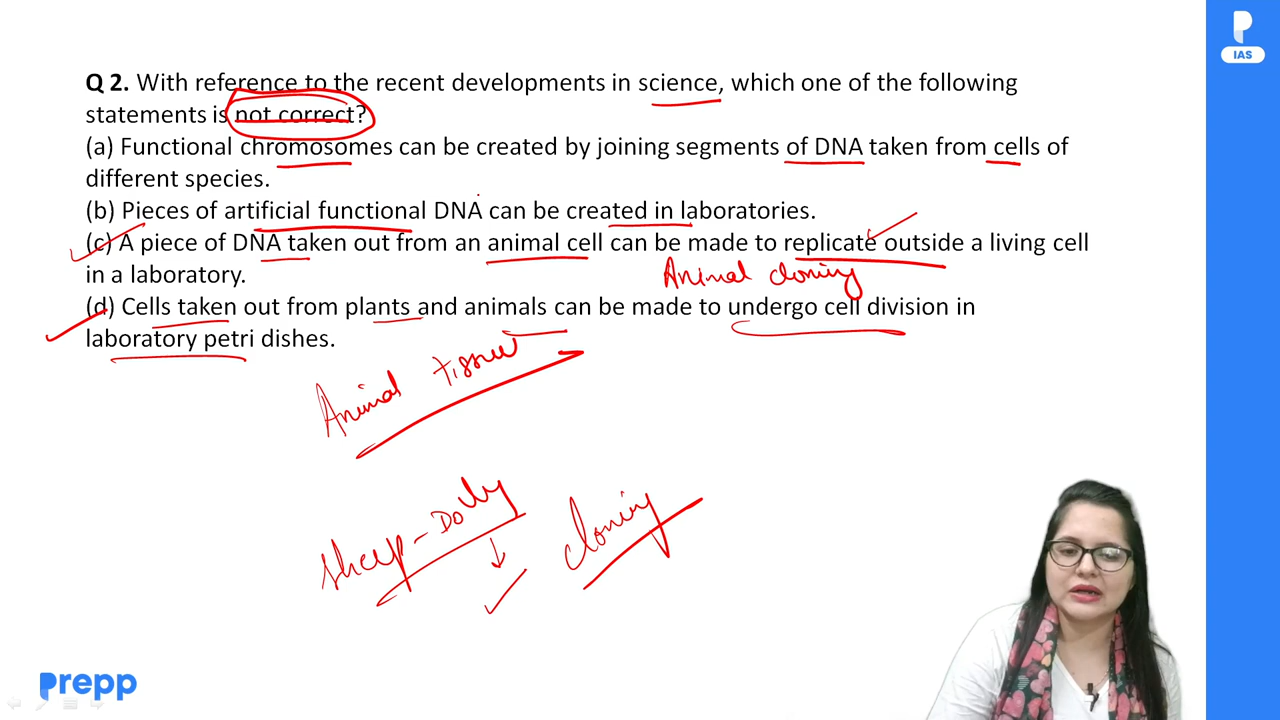 IAS
Q 2. With reference to the recent developments in science, which one of the following
statements is not correct?
(a) Functional chromosomes can be created by joining segments of DNA taken from cells of
different species.
(b) Pieces of artificial functional DNA can be created in laboratories.
(c) A piece of DNA taken out from an animal cell can be made to replicate outside a living cell
in a laboratory.
Animal cloning
(d) Cells taken out from plants and animals can be made to undergo cell division in
laboratory petri dishes.
Animal tissue
Sheep-Dolly
cloning
prepp